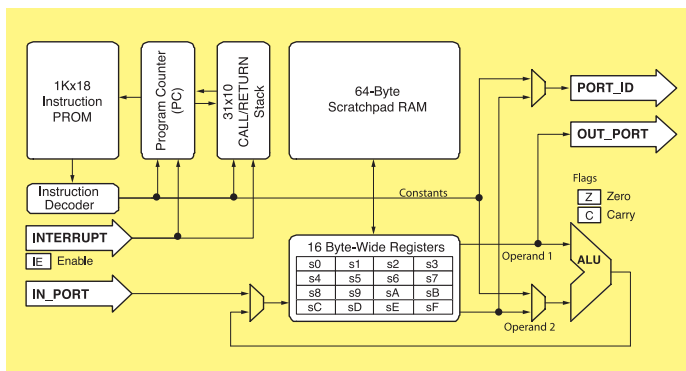 1Kx18
Instruction
PROM
Program Counter
(PC)
31x10
CALL/RETURN
Stack
64-Byte
Scratchpad RAM
PORT_ID
OUT_PORT
Instruction
Decoder
Constants
Flags
Z Zero
C Carry
INTERRUPT
IE Enable
IN_PORT
16 Byte-Wide Registers
s0 s1 s2 s3
s4 s5 s6 s7
s8 s9 sA sB
sC sD sE sF
Operand 1
ALU
Operand 2